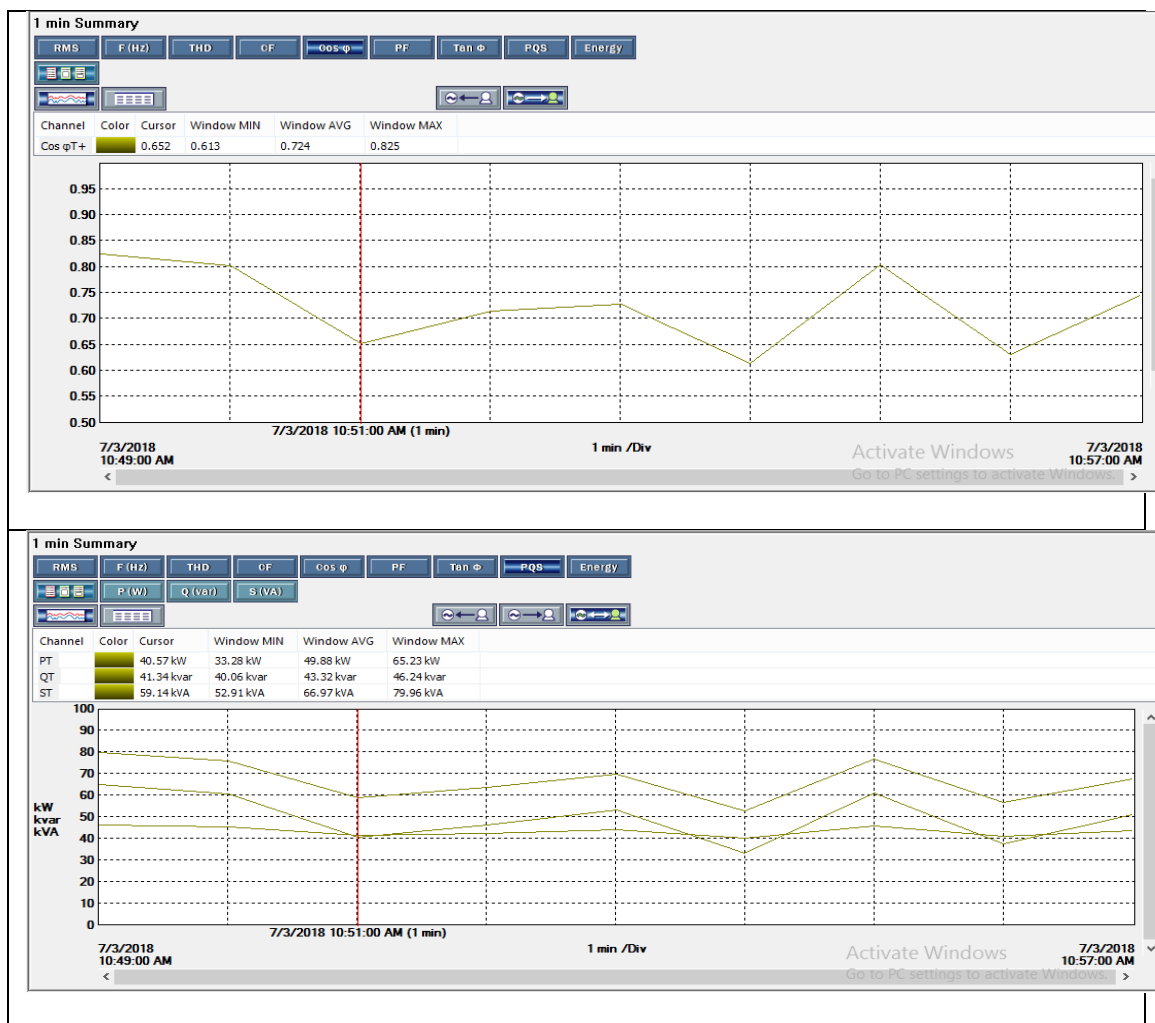 1 min Summary
RMS F (Hz) THD CF Cos φ PF Tan Φ PQS Energy
Channel Color Cursor Window MIN Window AVG Window MAX
Cos φT+ 0.652 0.613 0.724 0.825
0.95
0.90
0.85
0.80
0.75
0.70
0.65
0.60
0.55
0.50
7/3/2018 10:51:00 AM (1 min)
7/3/2018 1 min /Div 7/3/2018
10:49:00 AM 10:57:00 AM
Activate Windows
Go to PC settings to activate Windows.
1 min Summary
RMS F (Hz) THD CF Cos φ PF Tan Φ PQS Energy
P (W) Q (var) S (VA)
Channel Color Cursor Window MIN Window AVG Window MAX
PT 40.57 kW 33.28 kW 49.88 kW 65.23 kW
QT 41.34 kvar 40.06 kvar 43.32 kvar 46.24 kvar
ST 59.14 kVA 52.91 kVA 66.97 kVA 79.96 kVA
100
90
80
70
60
50
40
30
20
10
0
kW
kvar
kVA
7/3/2018 10:51:00 AM (1 min)
7/3/2018 1 min /Div 7/3/2018
10:49:00 AM 10:57:00 AM
Activate Windows
Go to PC settings to activate Windows.